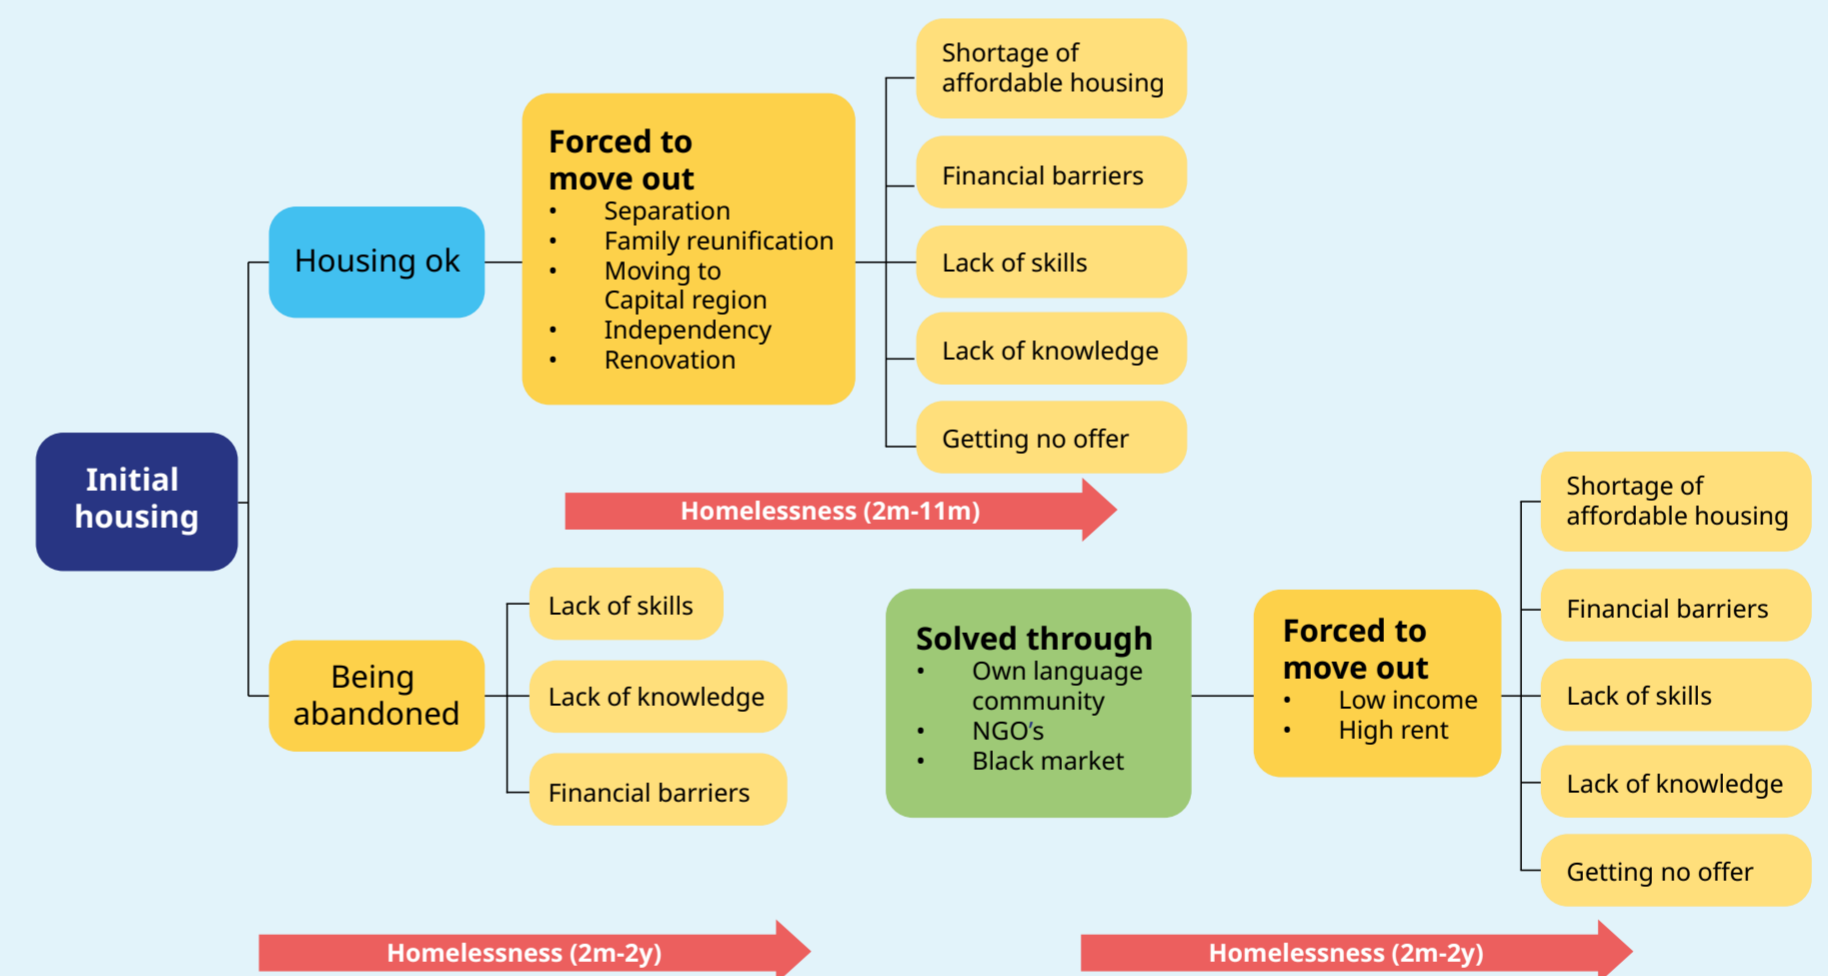 Initial
housing
Housing ok
Forced to
move out
• Separation
• Family reunification
• Moving to
Capital region
• Independency
• Renovation
Shortage of
affordable housing
Financial barriers
Lack of skills
Lack of knowledge
Getting no offer
Homelessness (2m-11m)
Being
abandoned
Lack of skills
Lack of knowledge
Financial barriers
Solved through
• Own language
community
• NGO’s
• Black market
Forced to
move out
• Low income
• High rent
Shortage of
affordable housing
Financial barriers
Lack of skills
Lack of knowledge
Getting no offer
Homelessness (2m-2y)
Homelessness (2m-2y)